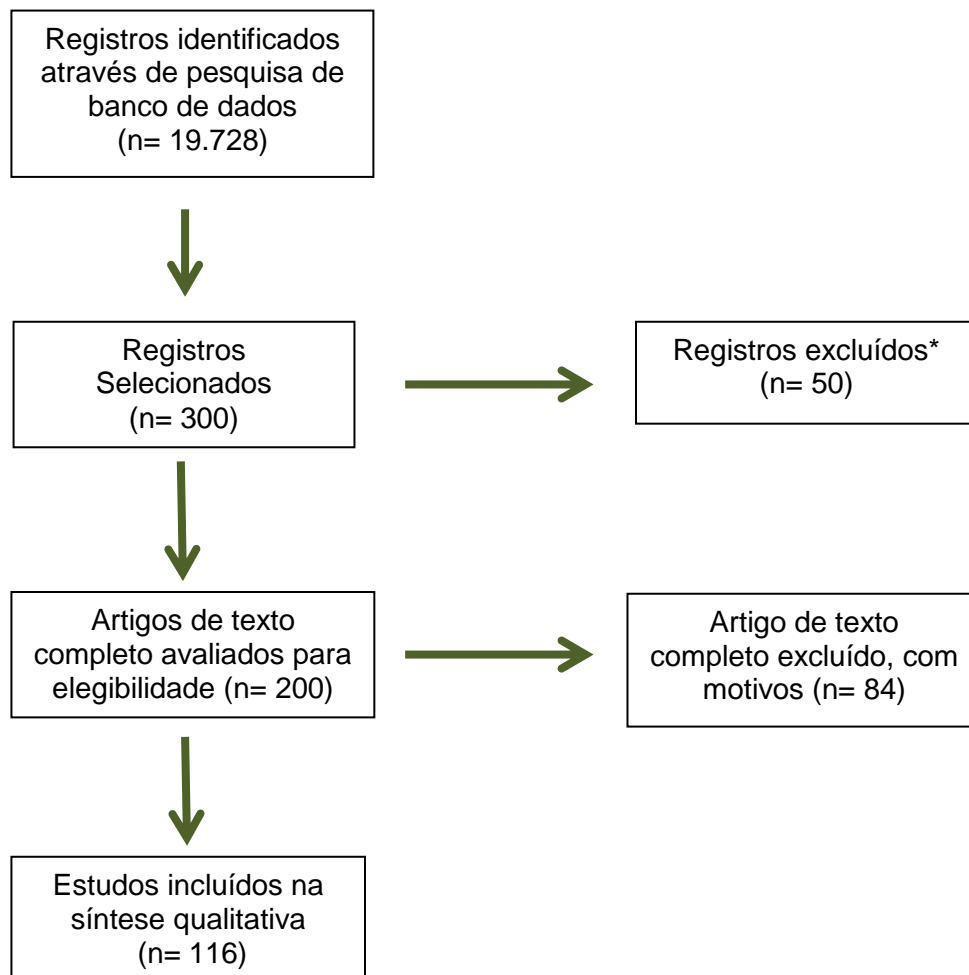 Registros identificados
através de pesquisa de
banco de dados
(n= 19.728)
Registros
Selecionados
(n= 300)
Registros excluídos*
(n= 50)
Artigos de texto
completo avaliados para
elegibilidade (n= 200)
Artigo de texto
completo excluído, com
motivos (n= 84)
Estudos incluídos na
síntese qualitativa
(n= 116)